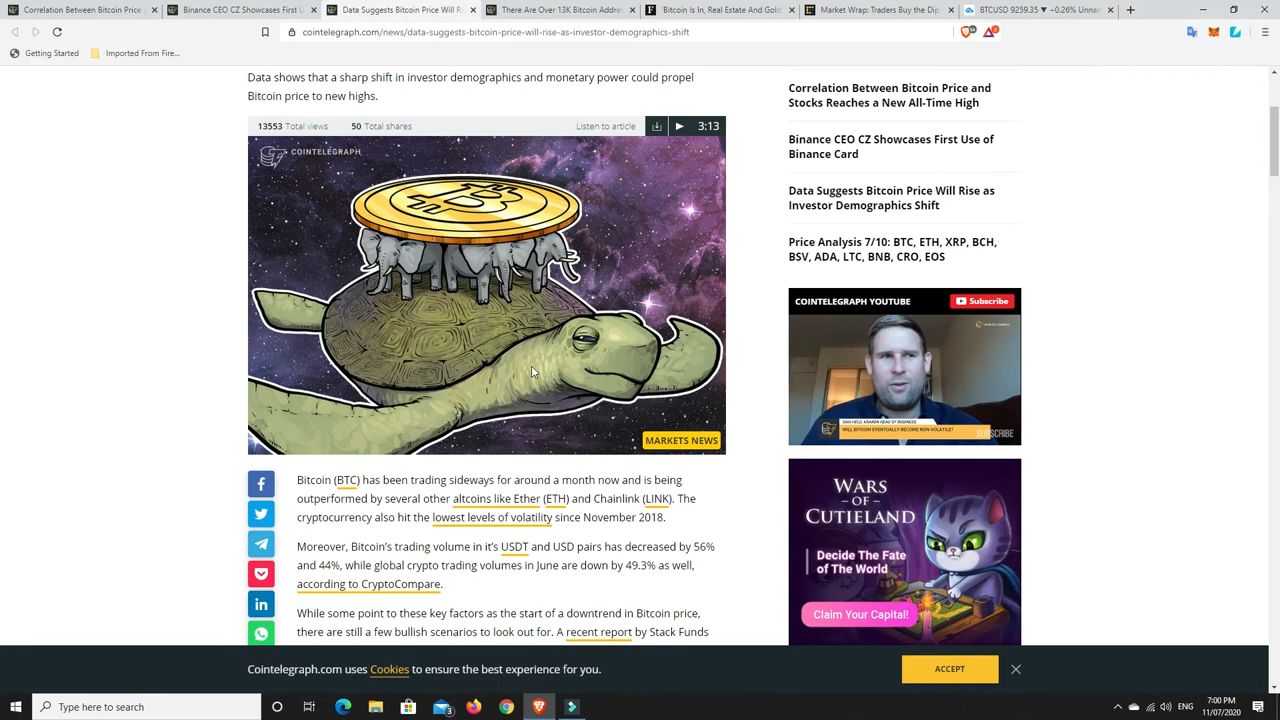 Correlation Between Bitcoin Price
Binance CEO CZ Showcases First U
Data Suggests Bitcoin Price Will R
There Are Over 13K Bitcoin Addre
'Bitcoin Is In, Real Estate And Gold
Market Wrap: Traders Buy the Dip
BTCUSD 9259.35 ▼ −0.26% Unna
cointelegraph.com/news/data-suggests-bitcoin-price-will-rise-as-investor-demographics-shift
Getting Started
Imported From Fire...
Data shows that a sharp shift in investor demographics and monetary power could propel
Bitcoin price to new highs.
13553 Total views
50 Total shares
Listen to article
3:13
COINTELEGRAPH
MARKETS NEWS
Bitcoin (BTC) has been trading sideways for around a month now and is being
outperformed by several other altcoins like Ether (ETH) and Chainlink (LINK). The
cryptocurrency also hit the lowest levels of volatility since November 2018.
Moreover, Bitcoin's trading volume in it's USDT and USD pairs has decreased by 56%
and 44%, while global crypto trading volumes in June are down by 49.3% as well,
according to CryptoCompare.
While some point to these key factors as the start of a downtrend in Bitcoin price,
there are still a few bullish scenarios to look out for. A recent report by Stack Funds
Correlation Between Bitcoin Price and
Stocks Reaches a New All-Time High
Binance CEO CZ Showcases First Use of
Binance Card
Data Suggests Bitcoin Price Will Rise as
Investor Demographics Shift
Price Analysis 7/10: BTC, ETH, XRP, BCH,
BSV, ADA, LTC, BNB, CRO, EOS
COINTELEGRAPH YOUTUBE
Subscribe
DAN HELD, KRAKEN HEAD OF BUSINESS
WILL BITCOIN EVENTUALLY BECOME NON-VOLATILE?
SUBSCRIBE
WARS
OF
CUTIELAND
Decide The Fate
of The World
Claim Your Capital!
Cointelegraph.com uses Cookies to ensure the best experience for you.
ACCEPT
Type here to search
ENG
7:00 PM
11/07/2020